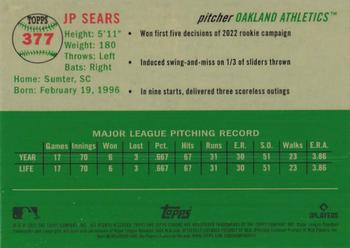 TOPPS
377
JP SEARS
pitcher OAKLAND ATHLETICS™
Height: 5'11"
Weight: 180
Throws: Left
Bats: Right
Home: Sumter, SC
Born: February 19, 1996
• Won first five decisions of 2022 rookie campaign
• Induced swing-and-miss on 1/3 of sliders thrown
• In nine starts, delivered three scoreless outings
MAJOR LEAGUE PITCHING RECORD
Games Innings Won Lost Pct. Hits Runs E.R. S.O. Walks E.R.A.
YEAR 17 70 6 3 .667 67 31 30 51 23 3.86
LIFE 17 70 6 3 .667 67 31 30 51 23 3.86
TOPPS
PLAYERS